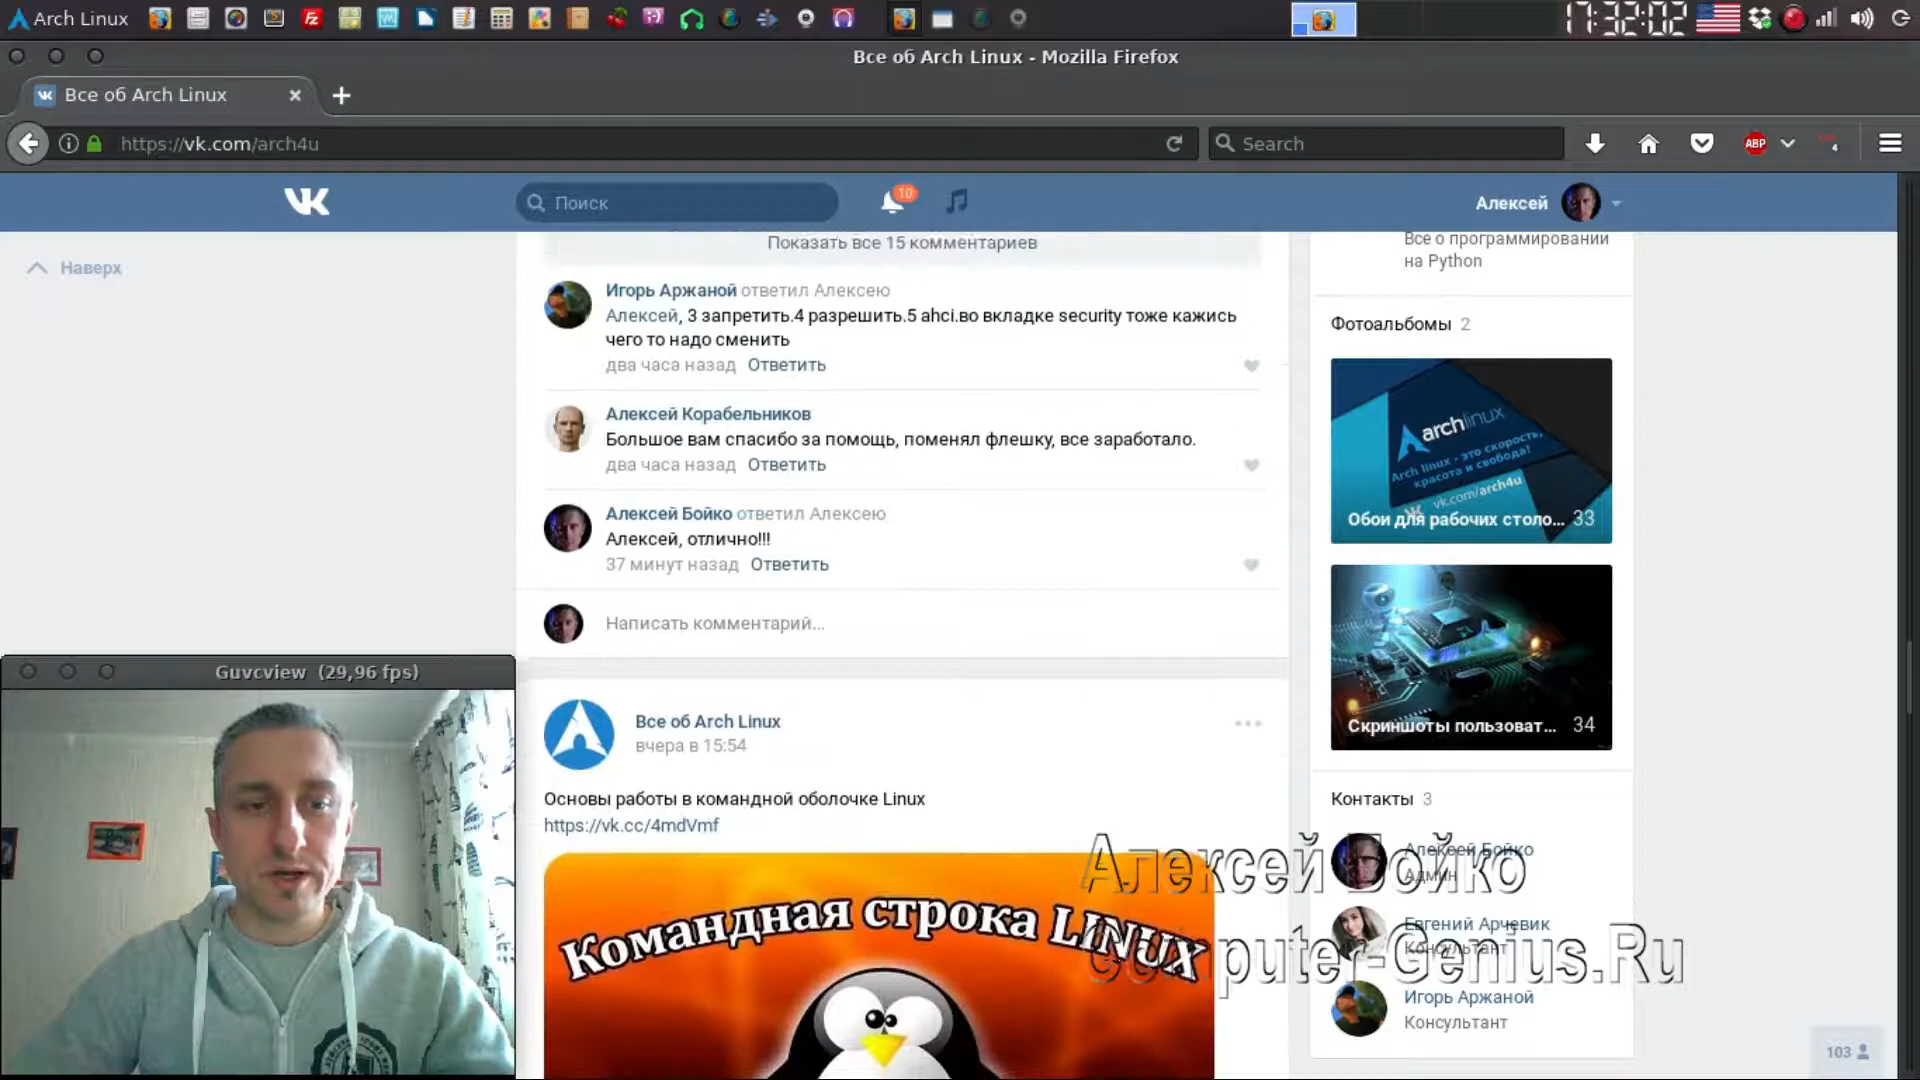 Arch Linux
17:32:02
Все об Arch Linux - Mozilla Firefox
Все об Arch Linux
https://vk.com/arch4u
Search
ABP
4
Поиск
10
Алексей
Наверх
Показать все 15 комментариев
Игорь Аржаной ответил Алексею
Алексей, 3 запретить.4 разрешить.5 ahci.во вкладке security тоже кажись
чего то надо сменить
два часа назад Ответить
Алексей Корабельников
Большое вам спасибо за помощь, поменял флешку, все заработало.
два часа назад Ответить
Алексей Бойко ответил Алексею
Алексей, отлично!!!
37 минут назад Ответить
Написать комментарий...
Все об Arch Linux
вчера в 15:54
Основы работы в командной оболочке Linux
https://vk.cc/4mdVmf
Командная строка LINUX
Все о программировании
на Python
Фотоальбомы 2
archlinux
Arch linux - это скорость,
красота и свобода!
vk.com/arch4u
Обои для рабочих столо... 33
Скриншоты пользоват... 34
Контакты 3
Алексей Бойко
Админ
Евгений Арчевик
Консультант
Игорь Аржаной
Консультант
Алексей Бойко
Computer-Genius.Ru
103
Guvcview (29,96 fps)